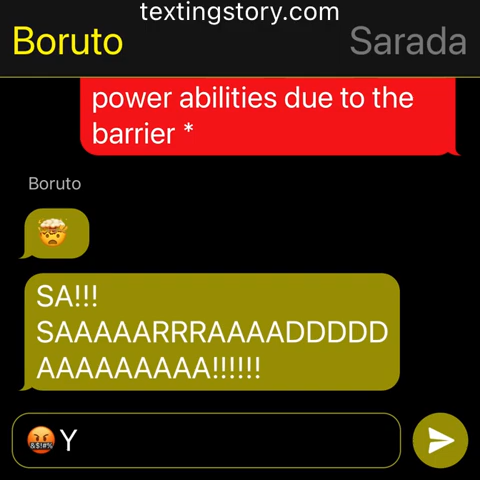 textingstory.com
Boruto Sarada
power abilities due to the
barrier *
Boruto
🤯
SA!!!
SAAAAARRRAAAADDDDD
AAAAAAAAA!!!!!!
🤬Y